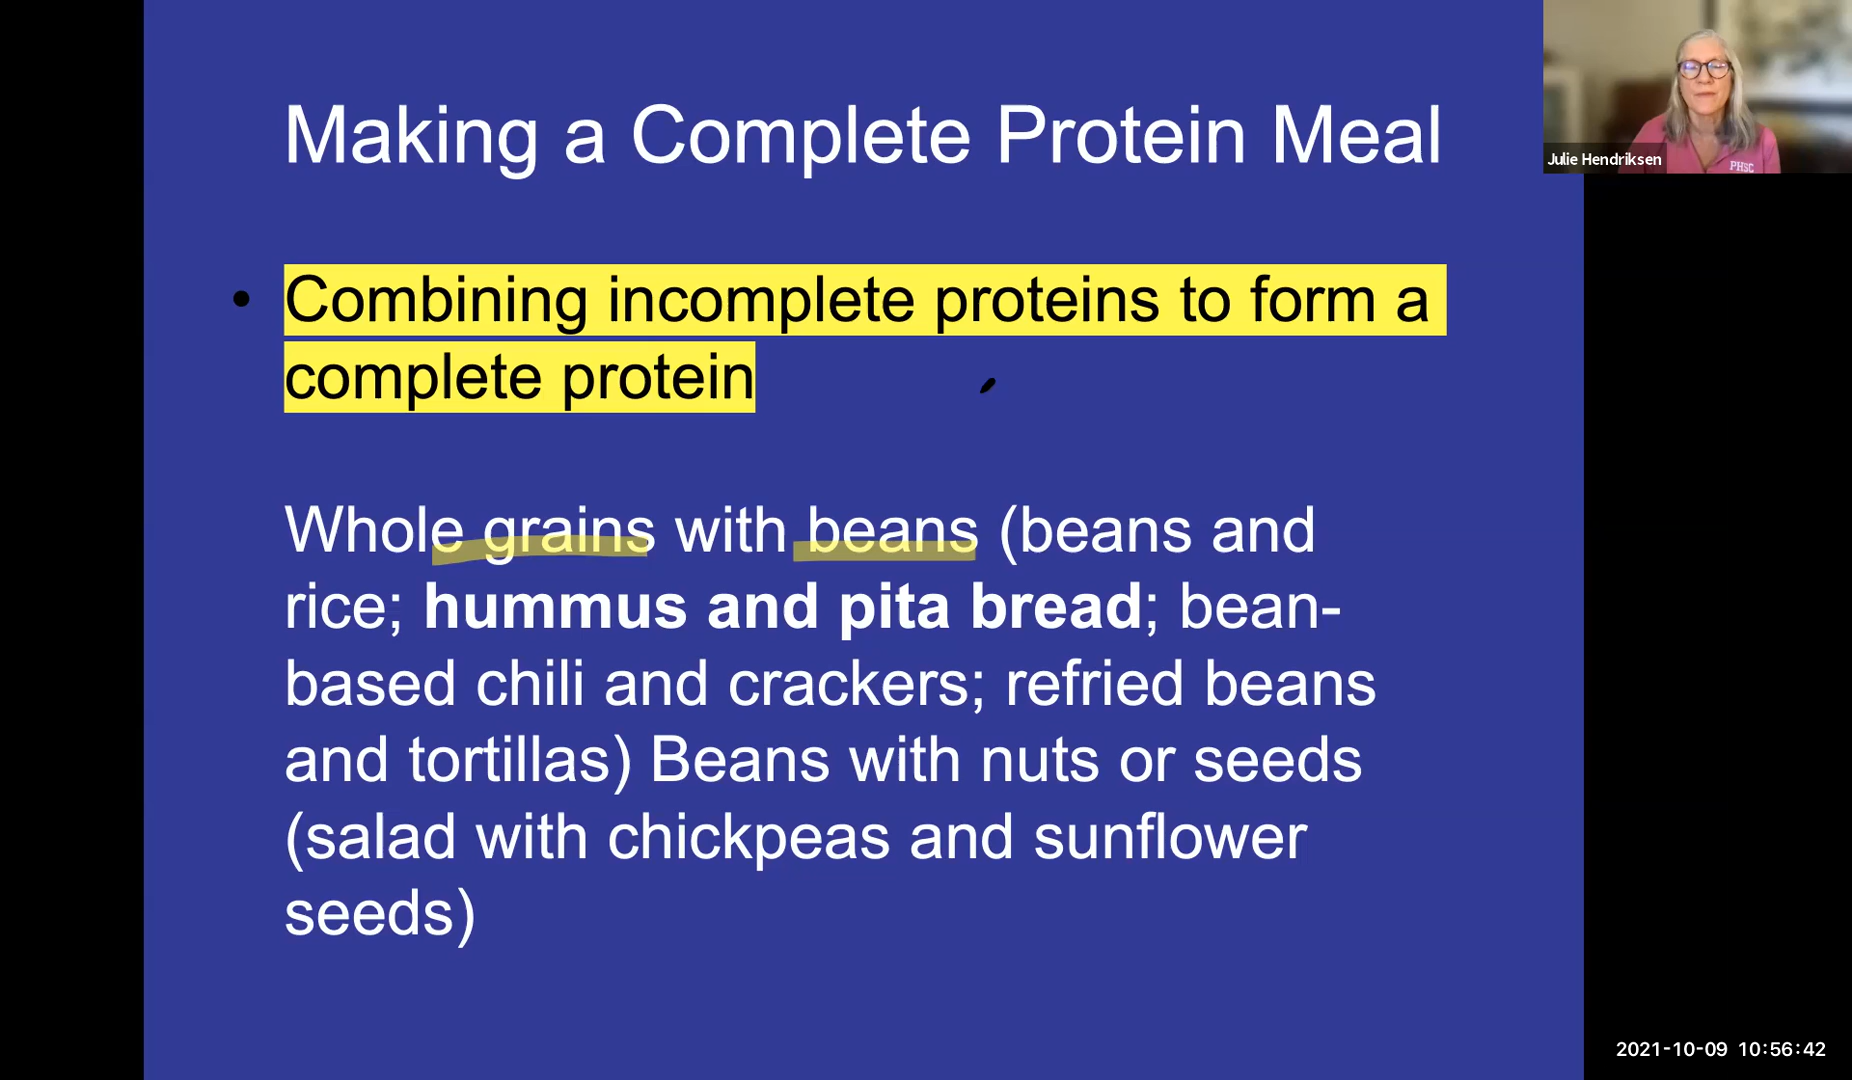 Making a Complete Protein Meal
Julie Hendriksen
PHSC
• Combining incomplete proteins to form a
complete protein
Whole grains with beans (beans and
rice; hummus and pita bread; bean-
based chili and crackers; refried beans
and tortillas) Beans with nuts or seeds
(salad with chickpeas and sunflower
seeds)
2021-10-09 10:56:42